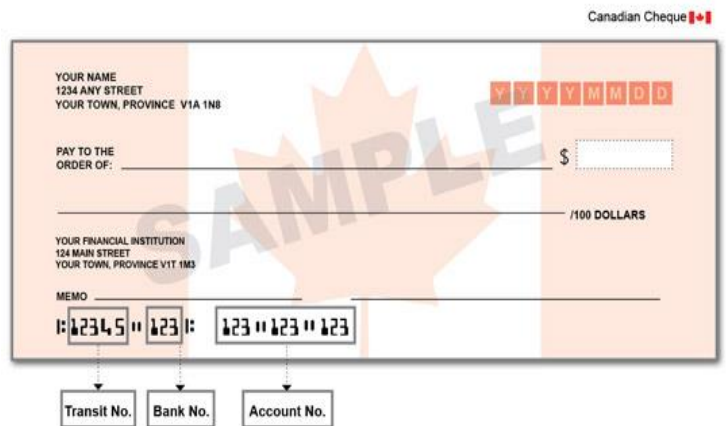 Canadian Cheque
YOUR NAME
1234 ANY STREET
YOUR TOWN, PROVINCE V1A 1N8
Y Y Y Y M M D D
PAY TO THE
ORDER OF:
$
SAMPLE
/100 DOLLARS
YOUR FINANCIAL INSTITUTION
124 MAIN STREET
YOUR TOWN, PROVINCE V1T 1M3
MEMO
⑆12345⑈123⑆ 123⑈123⑈123
Transit No. Bank No. Account No.